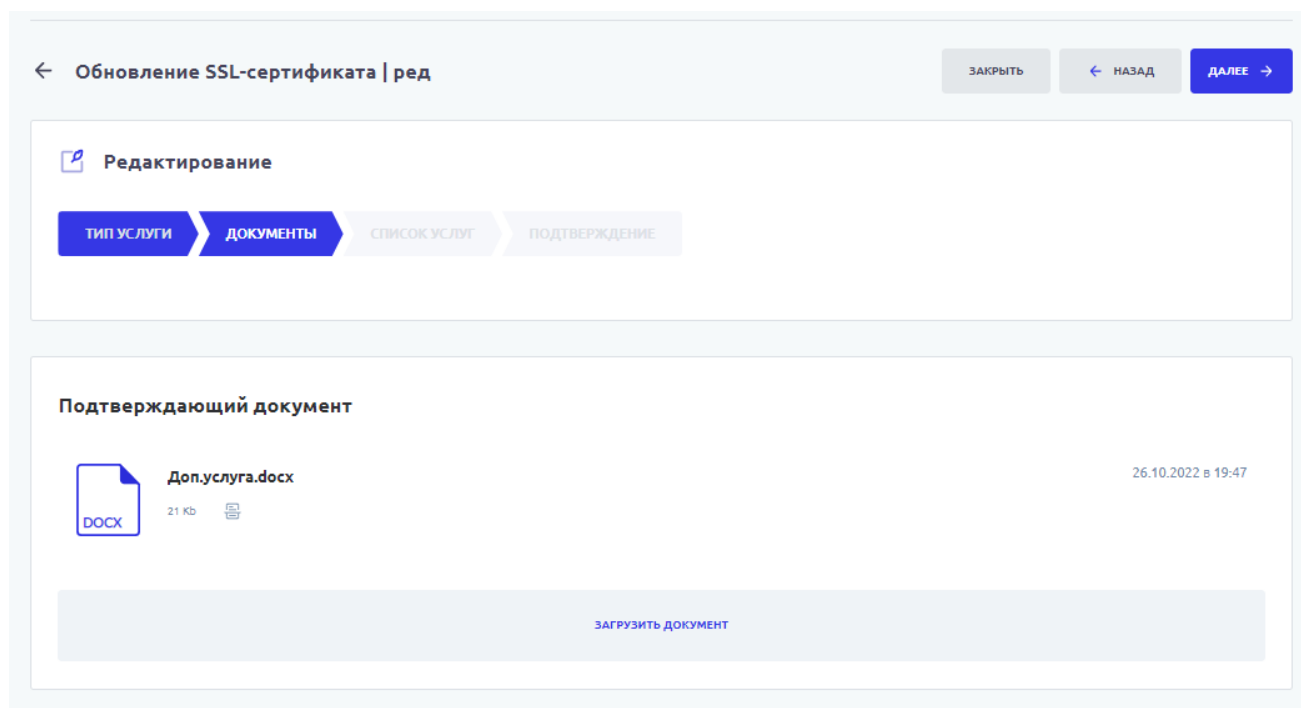 Обновление SSL-сертификата | ред
ЗАКРЫТЬ
НАЗАД
ДАЛЕЕ
Редактирование
ТИП УСЛУГИ
ДОКУМЕНТЫ
СПИСОК УСЛУГ
ПОДТВЕРЖДЕНИЕ
Подтверждающий документ
DOCX
Доп.услуга.docx
26.10.2022 в 19:47
21 Kb
ЗАГРУЗИТЬ ДОКУМЕНТ